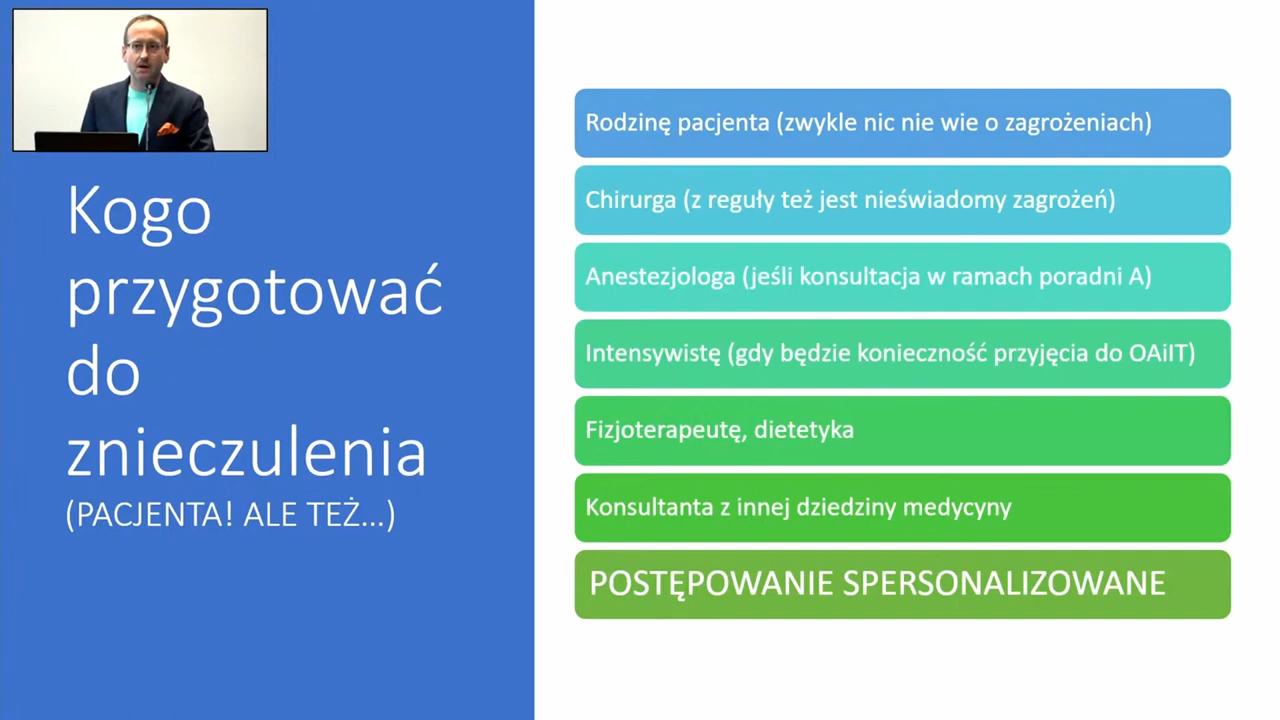 Kogo
przygotować
do
znieczulenia
(PACJENTA! ALE TEŻ...)
Rodzinę pacjenta (zwykle nic nie wie o zagrożeniach)
Chirurga (z reguły też jest nieświadomy zagrożeń)
Anestezjologa (jeśli konsultacja w ramach poradni A)
Intensywistę (gdy będzie konieczność przyjęcia do OAiIT)
Fizjoterapeutę, dietetyka
Konsultanta z innej dziedziny medycyny
POSTĘPOWANIE SPERSONALIZOWANE